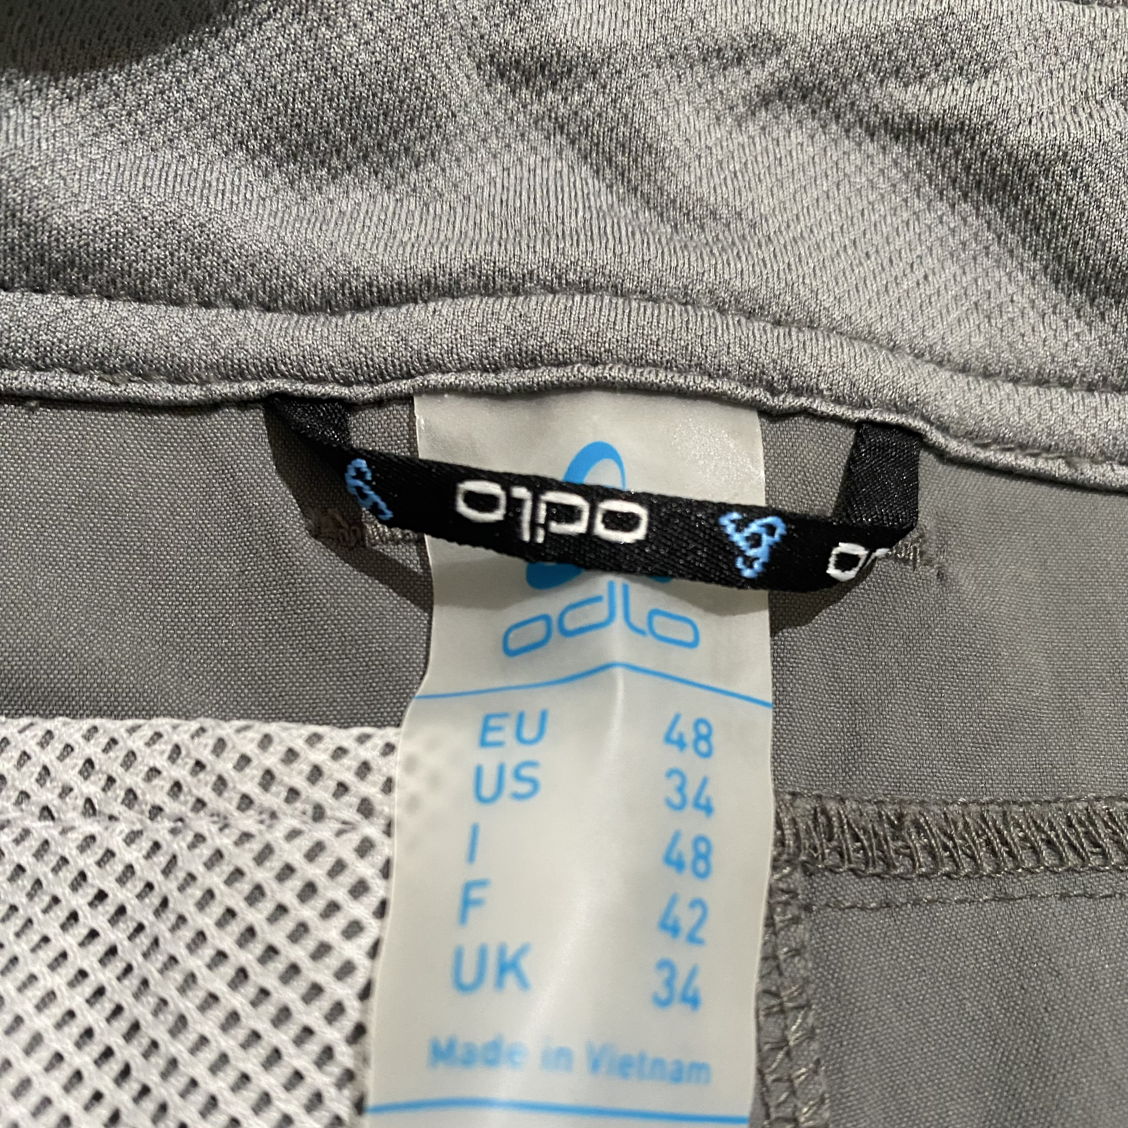 odlo
odlo
EU 48
US 34
I 48
F 42
UK 34
Made in Vietnam